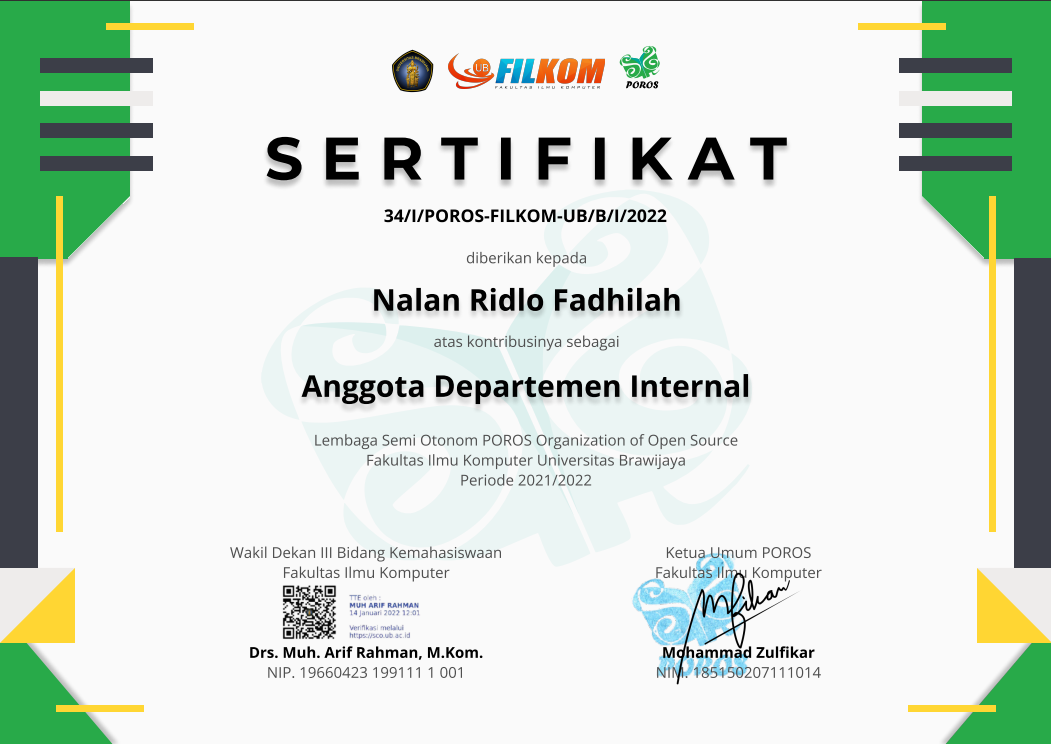 UB FILKOM
FAKULTAS ILMU KOMPUTER
POROS
SERTIFIKAT
34/I/POROS-FILKOM-UB/B/I/2022
diberikan kepada
Nalan Ridlo Fadhilah
atas kontribusinya sebagai
Anggota Departemen Internal
Lembaga Semi Otonom POROS Organization of Open Source
Fakultas Ilmu Komputer Universitas Brawijaya
Periode 2021/2022
Wakil Dekan III Bidang Kemahasiswaan
Fakultas Ilmu Komputer
TTE oleh :
MUH ARIF RAHMAN
14 Januari 2022 12:01
Verifikasi melalui
https://sco.ub.ac.id
Drs. Muh. Arif Rahman, M.Kom.
NIP. 19660423 199111 1 001
Ketua Umum POROS
Fakultas Ilmu Komputer
POROS
Mohammad Zulfikar
NIM. 185150207111014